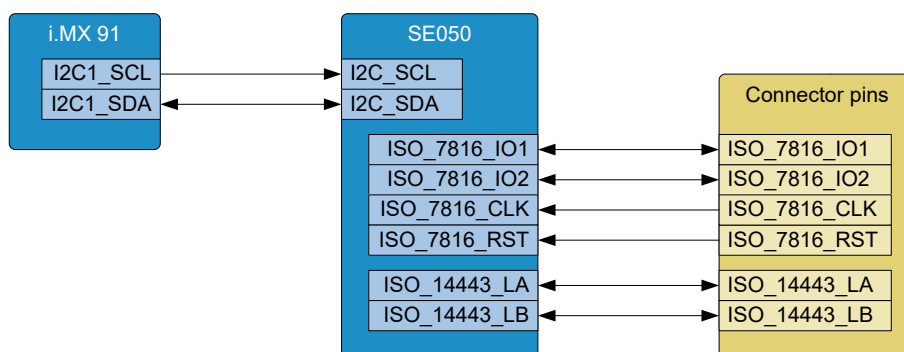 i.MX 91
I2C1_SCL
I2C1_SDA
SE050
I2C_SCL
I2C_SDA
ISO_7816_IO1
ISO_7816_IO2
ISO_7816_CLK
ISO_7816_RST
ISO_14443_LA
ISO_14443_LB
Connector pins
ISO_7816_IO1
ISO_7816_IO2
ISO_7816_CLK
ISO_7816_RST
ISO_14443_LA
ISO_14443_LB